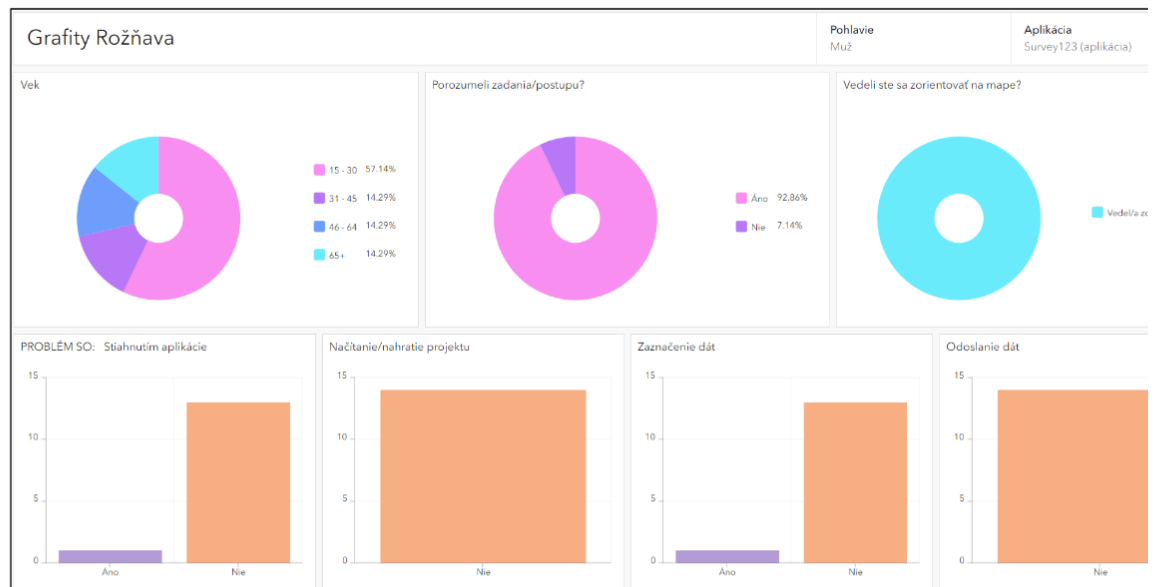 Grafity Rožňava
Pohlavie
Muž
Aplikácia
Survey123 (aplikácia)
Vek
15 - 30 57.14%
31 - 45 14.29%
46 - 64 14.29%
65+ 14.29%
Porozumeli zadania/postupu?
Áno 92.86%
Nie 7.14%
Vedeli ste sa zorientovať na mape?
Vedel/a
PROBLÉM SO: Stiahnutím aplikácie
15
10
5
0
Áno Nie
Načítanie/nahratie projektu
15
10
5
0
Nie
Zaznačenie dát
15
10
5
0
Áno Nie
Odoslanie dát
15
10
5
0
Nie